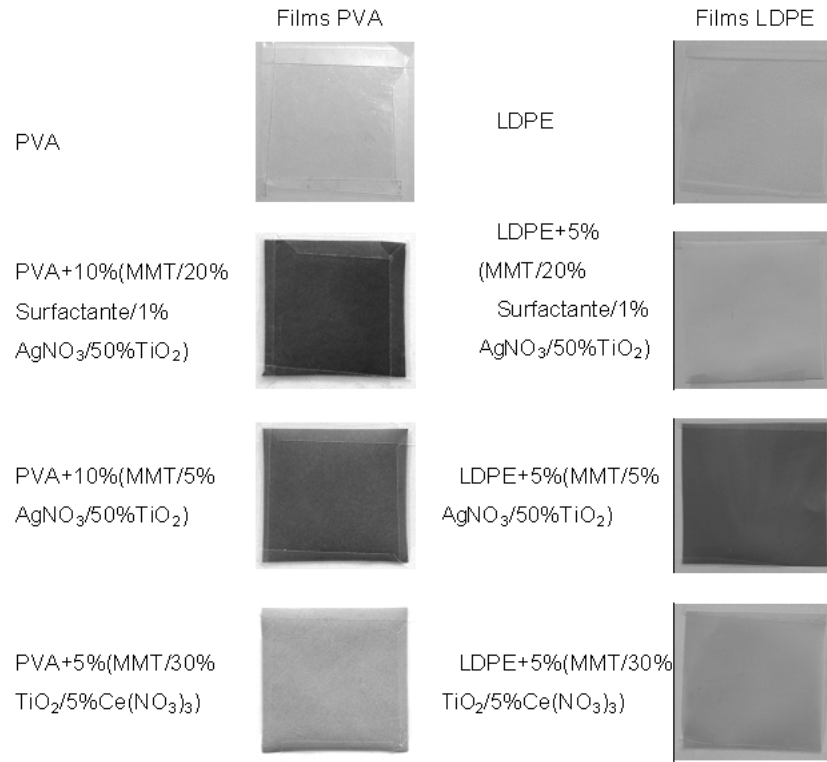 Films PVA
Films LDPE
PVA
LDPE
PVA+10%(MMT/20%
Surfactante/1%
AgNO₃/50%TiO₂)
LDPE+5%
(MMT/20%
Surfactante/1%
AgNO₃/50%TiO₂)
PVA+10%(MMT/5%
AgNO₃/50%TiO₂)
LDPE+5%(MMT/5%
AgNO₃/50%TiO₂)
PVA+5%(MMT/30%
TiO₂/5%Ce(NO₃)₃)
LDPE+5%(MMT/30%
TiO₂/5%Ce(NO₃)₃)